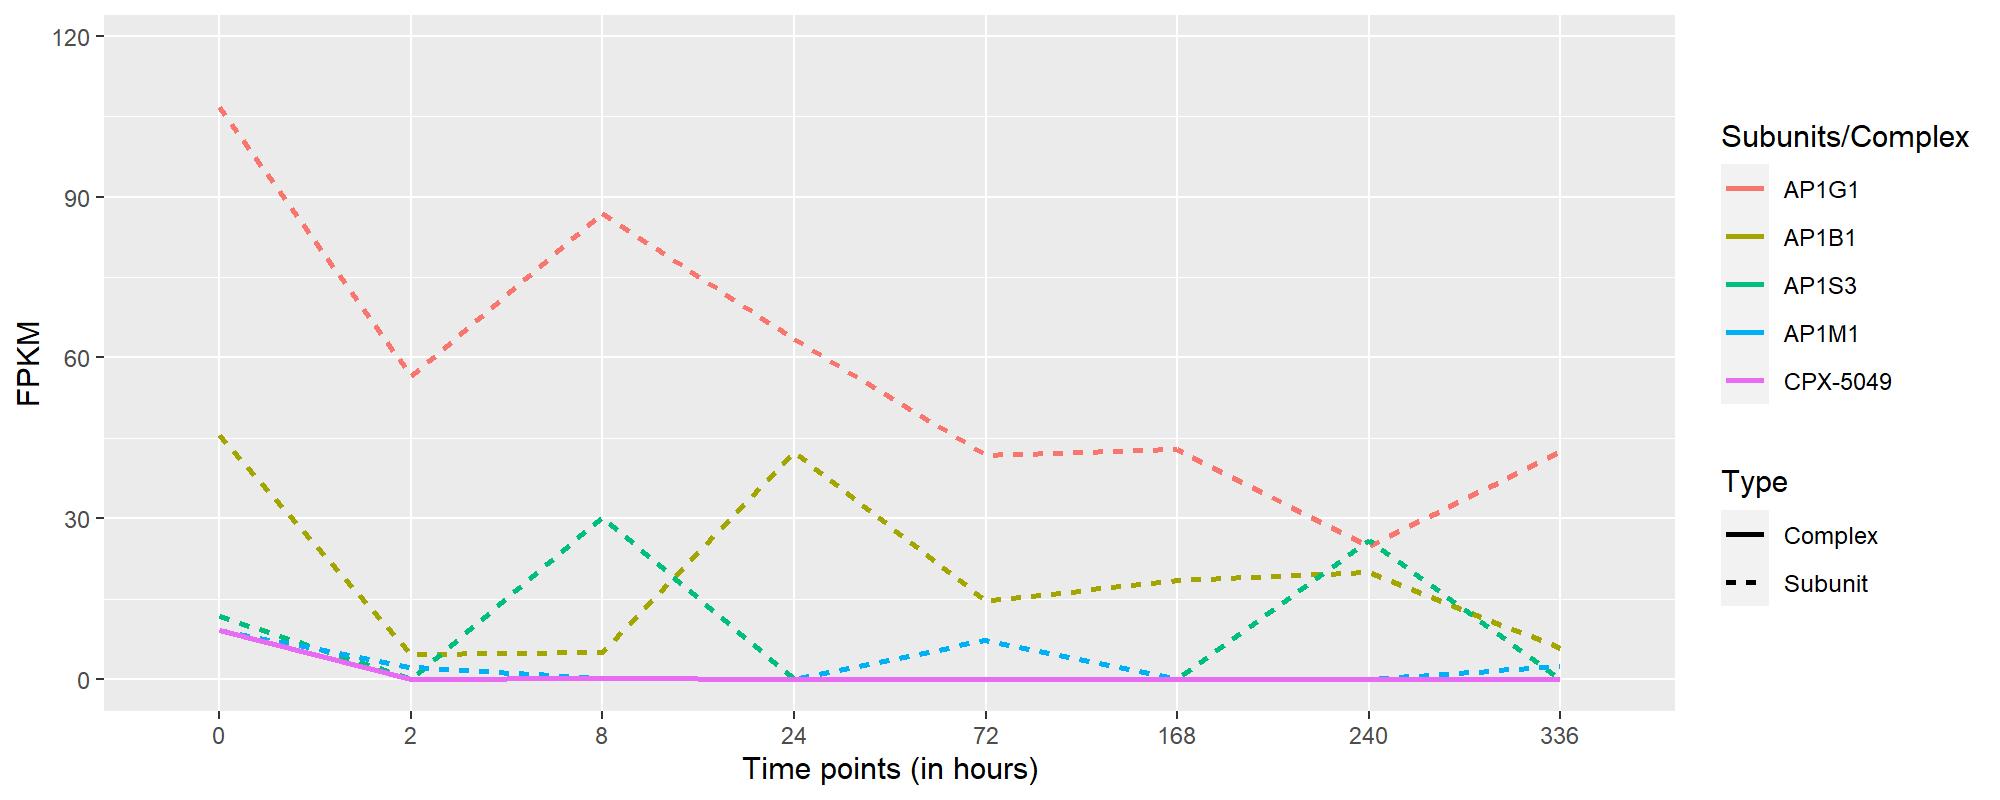 120
90
60
30
0
FPKM
0 2 8 24 72 168 240 336
Time points (in hours)
Subunits/Complex
AP1G1
AP1B1
AP1S3
AP1M1
CPX-5049
Type
Complex
Subunit